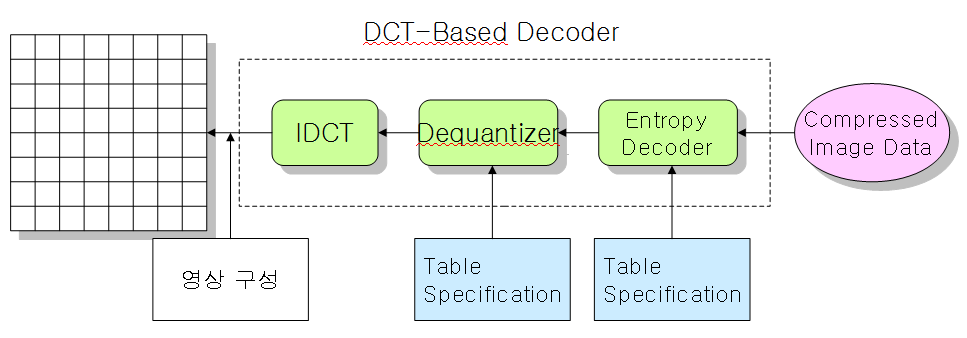 DCT-Based Decoder
IDCT
Dequantizer
Entropy
Decoder
Compressed
Image Data
영상 구성
Table
Specification
Table
Specification